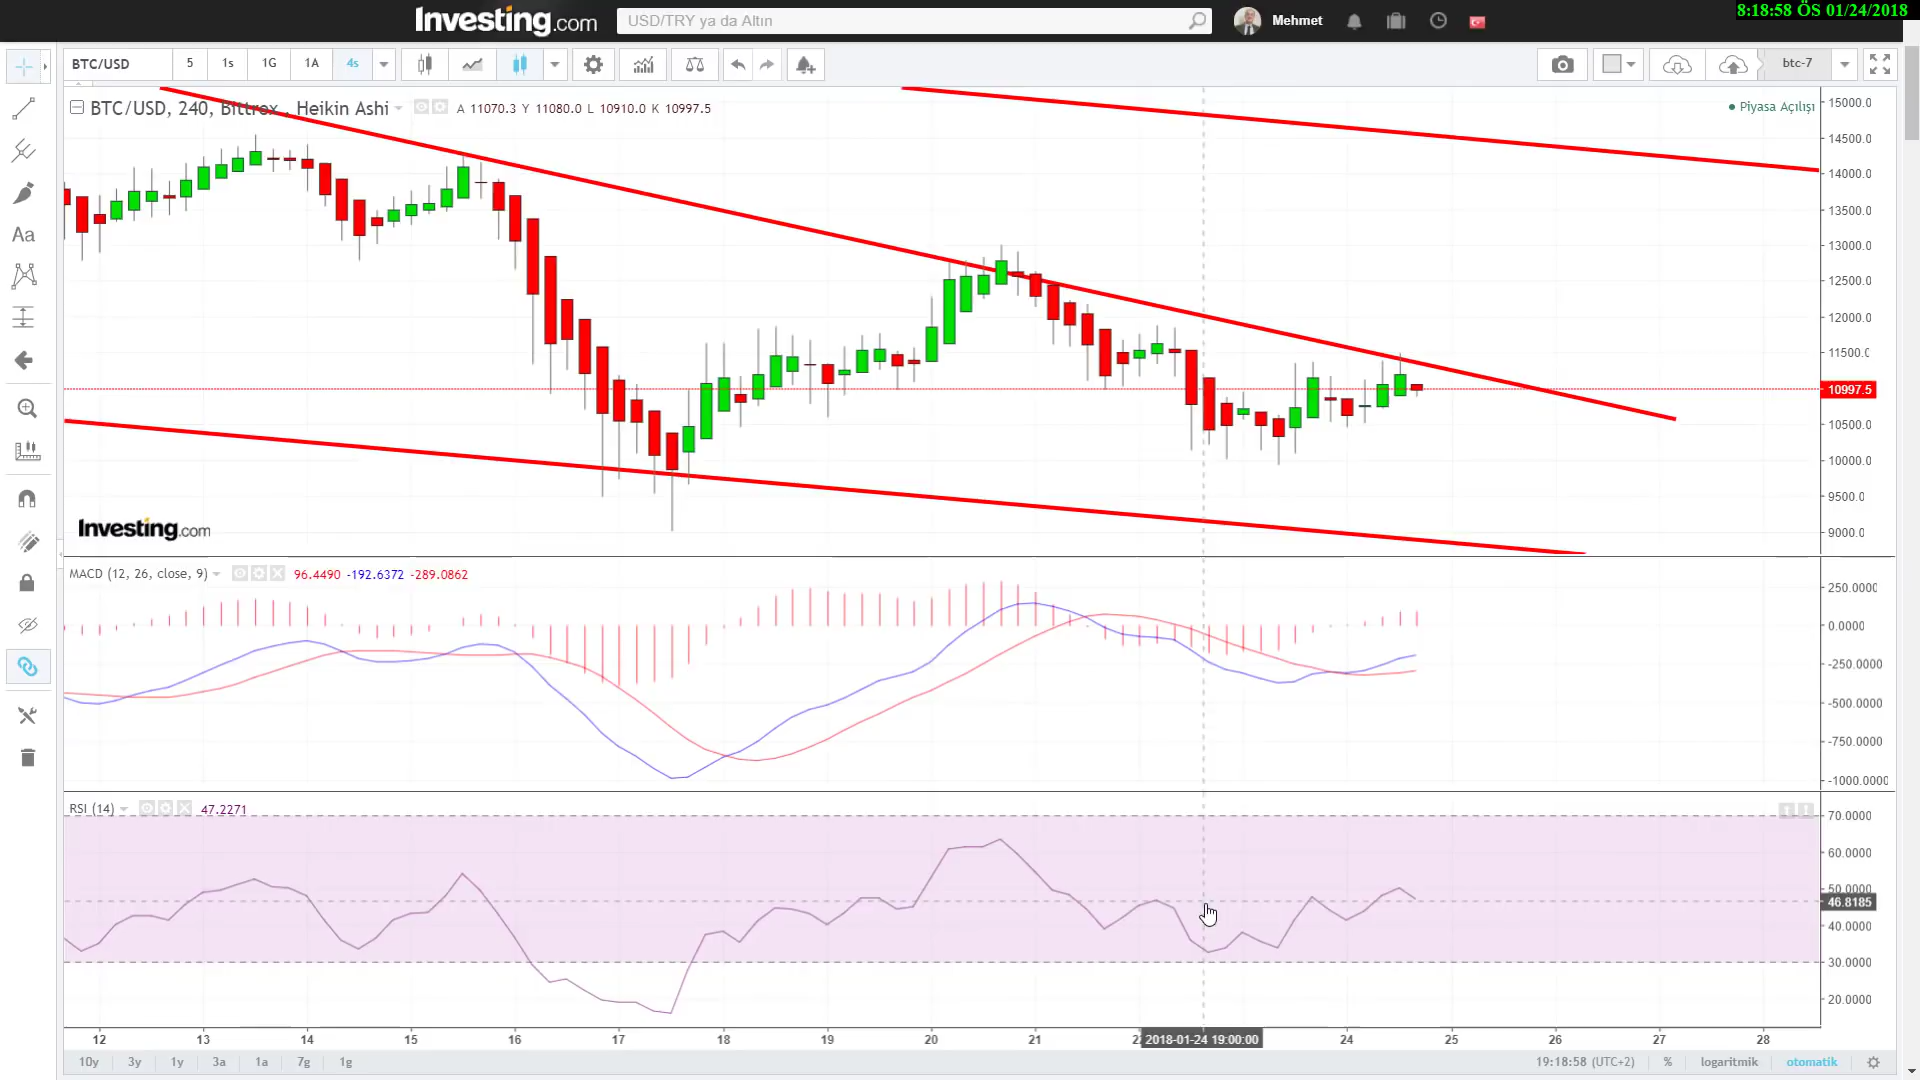 Investing.com
USD/TRY ya da Altın
Mehmet
8:18:58 ÖS 01/24/2018
BTC/USD 5 1s 1G 1A 4s
btc-7
BTC/USD, 240, Bittrex, Heikin Ashi A 11070.3 Y 11080.0 L 10910.0 K 10997.5
Piyasa Açılışı
15000.0
14500.0
14000.0
13500.0
13000.0
12500.0
12000.0
11500.0
10997.5
10500.0
10000.0
9500.0
9000.0
Aa
Investing.com
MACD (12, 26, close, 9) 96.4490 -192.6372 -289.0862
250.0000
0.0000
-250.0000
-500.0000
-750.0000
-1000.0000
RSI (14) 47.2271
70.0000
60.0000
50.0000
46.8185
40.0000
30.0000
20.0000
12 13 14 15 16 17 18 19 20 21 2018-01-24 19:00:00 24 25 26 27 28
10y 3y 1y 3a 1a 7g 1g
19:18:58 (UTC+2) % logaritmik otomatik